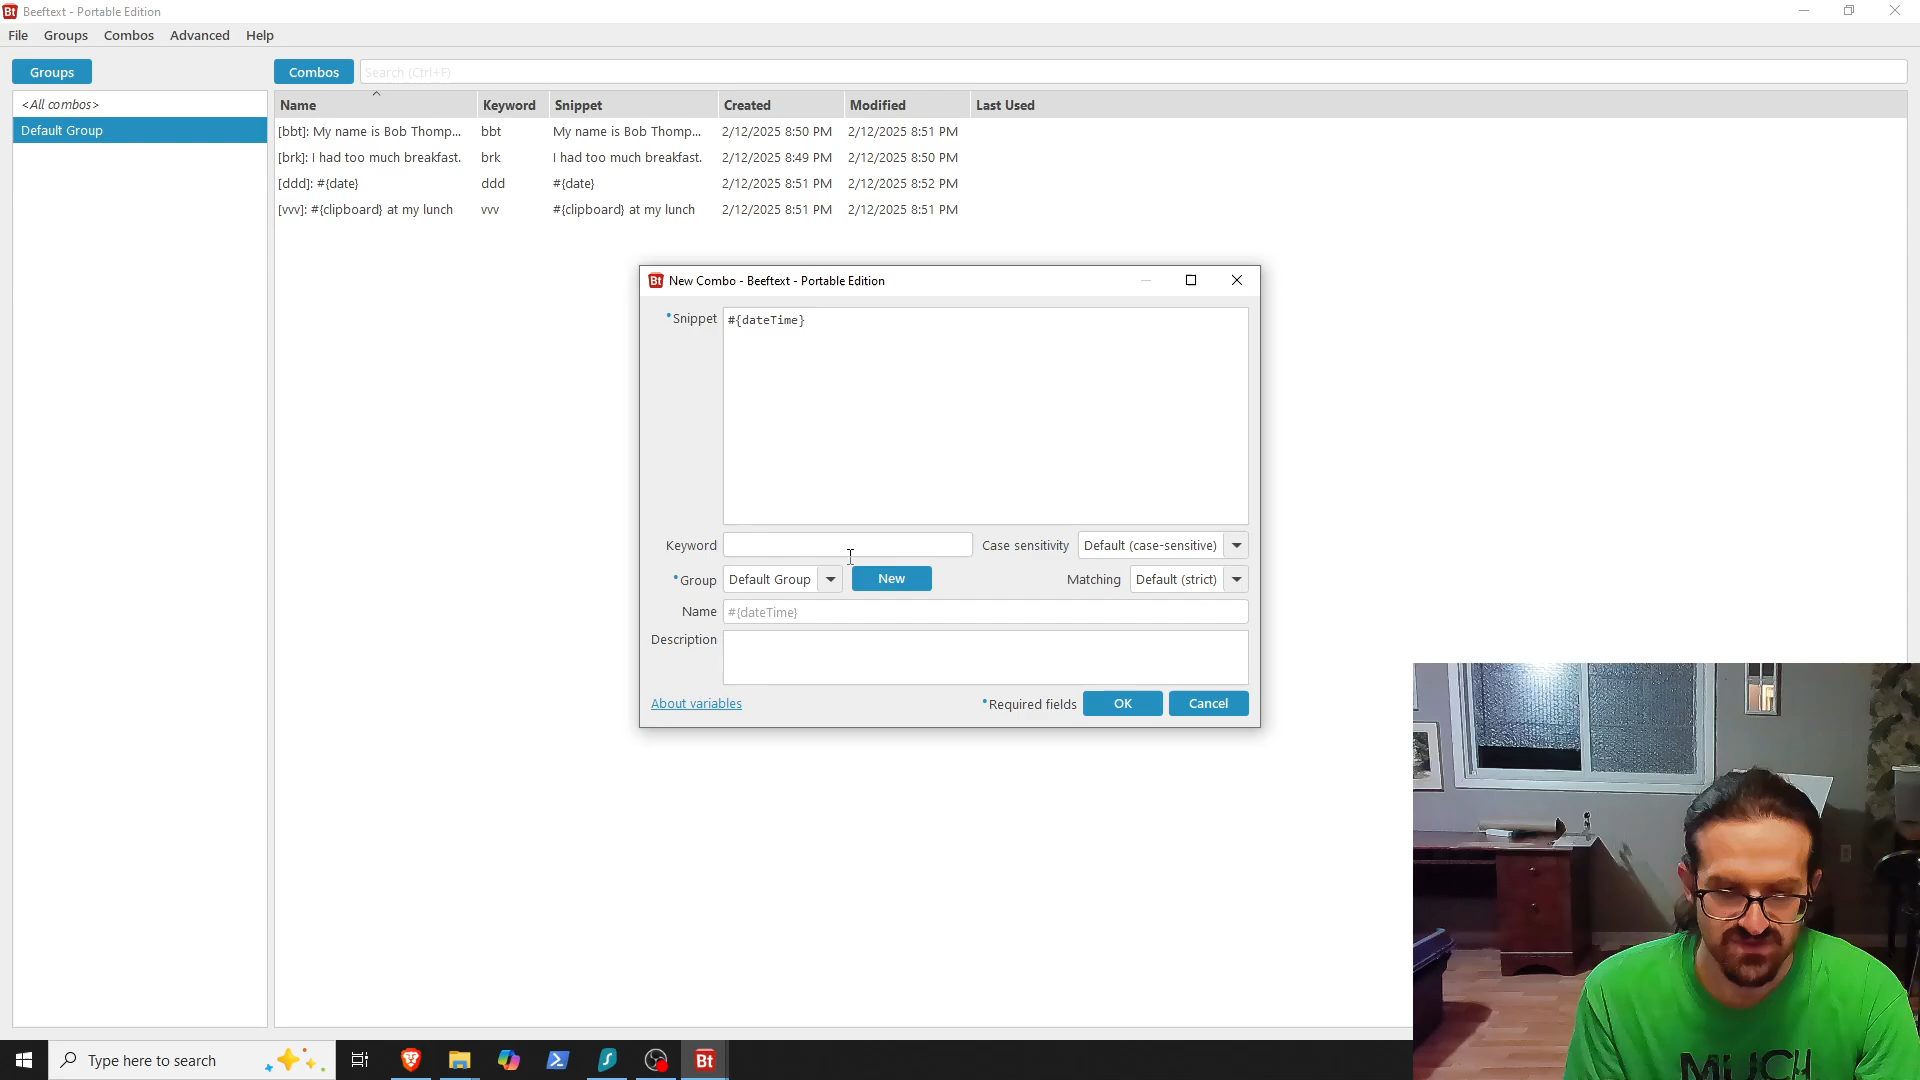 Bt Beeftext - Portable Edition
File Groups Combos Advanced Help
Groups Combos Search (Ctrl+F)
<All combos>
Default Group
Name Keyword Snippet Created Modified Last Used
[bbt]: My name is Bob Thomp... bbt My name is Bob Thomp... 2/12/2025 8:50 PM 2/12/2025 8:51 PM
[brk]: I had too much breakfast. brk I had too much breakfast. 2/12/2025 8:49 PM 2/12/2025 8:50 PM
[ddd]: #{date} ddd #{date} 2/12/2025 8:51 PM 2/12/2025 8:52 PM
[vvv]: #{clipboard} at my lunch vvv #{clipboard} at my lunch 2/12/2025 8:51 PM 2/12/2025 8:51 PM
Bt New Combo - Beeftext - Portable Edition
Snippet #{dateTime}
Keyword Case sensitivity Default (case-sensitive)
Group Default Group New Matching Default (strict)
Name #{dateTime}
Description
About variables Required fields OK Cancel
MUCH
Type here to search Bt